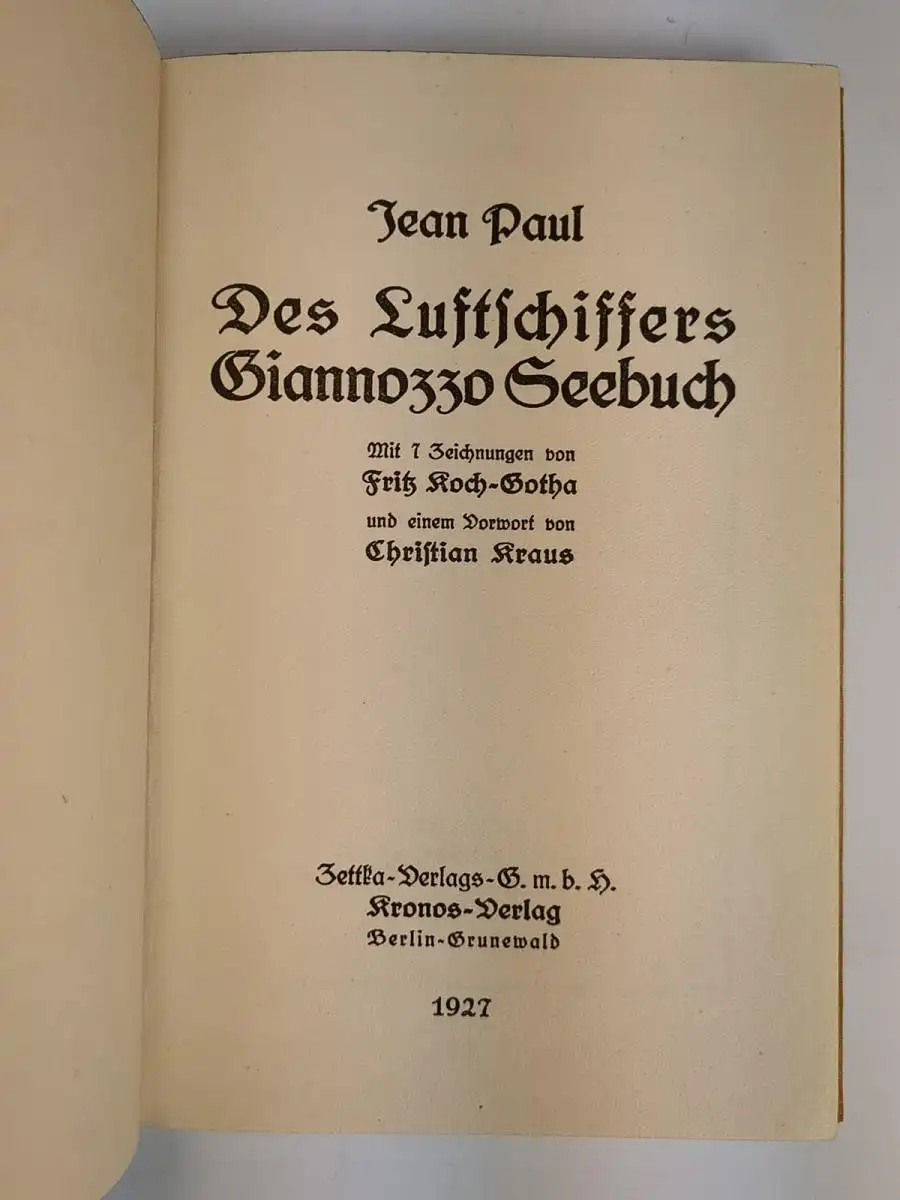 Jean Paul
Des Luftſchiffers
Giannozzo Seebuch
Mit 7 Zeichnungen von
Fritz Koch-Gotha
und einem Vorwort von
Chriſtian Kraus
Zettka-Verlags-G. m. b. H.
Kronos-Verlag
Berlin-Grunewald
1927